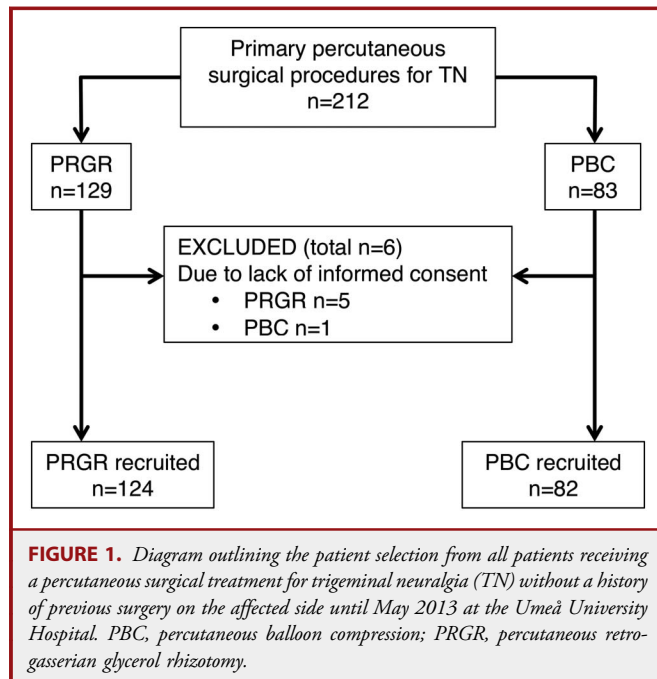 Primary percutaneous
surgical procedures for TN
n=212
PRGR
n=129
PBC
n=83
EXCLUDED (total n=6)
Due to lack of informed consent
• PRGR n=5
• PBC n=1
PRGR recruited
n=124
PBC recruited
n=82
FIGURE 1. Diagram outlining the patient selection from all patients receiving
a percutaneous surgical treatment for trigeminal neuralgia (TN) without a history
of previous surgery on the affected side until May 2013 at the Umeå University
Hospital. PBC, percutaneous balloon compression; PRGR, percutaneous retro-
gasserian glycerol rhizotomy.